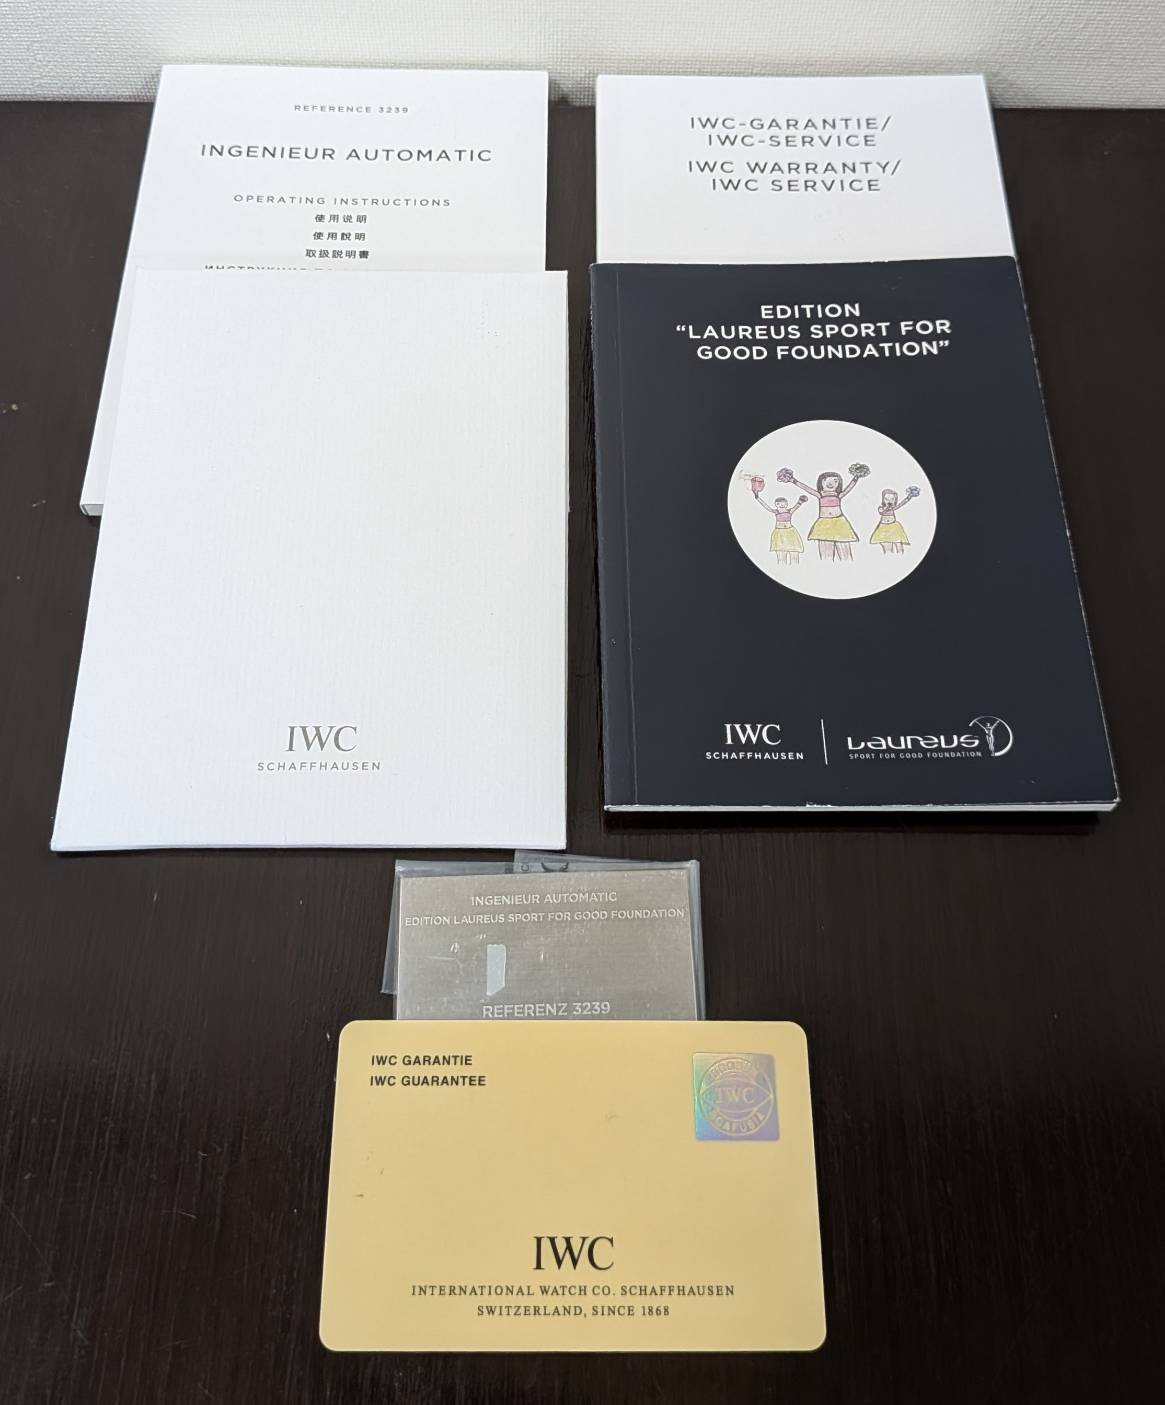 REFERENCE 3239
INGENIEUR AUTOMATIC
OPERATING INSTRUCTIONS
使用说明
使用說明
取扱説明書
IWC-GARANTIE/
IWC-SERVICE
IWC WARRANTY/
IWC SERVICE
IWC
SCHAFFHAUSEN
EDITION
“LAUREUS SPORT FOR
GOOD FOUNDATION”
IWC
SCHAFFHAUSEN
LAUREUS
SPORT FOR GOOD FOUNDATION
INGENIEUR AUTOMATIC
EDITION LAUREUS SPORT FOR GOOD FOUNDATION
REFERENZ 3239
IWC GARANTIE
IWC GUARANTEE
PROBUS
IWC
SCAFUSIA
IWC
INTERNATIONAL WATCH CO. SCHAFFHAUSEN
SWITZERLAND, SINCE 1868